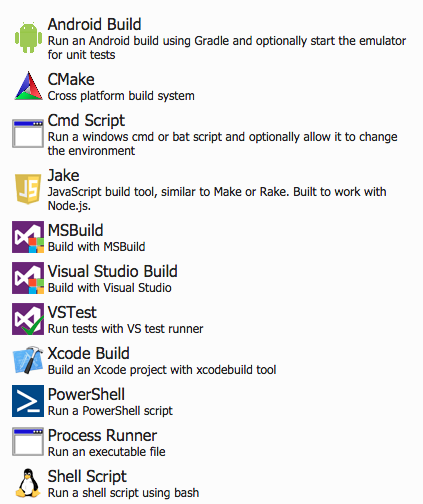 Android Build
Run an Android build using Gradle and optionally start the emulator
for unit tests
CMake
Cross platform build system
Cmd Script
Run a windows cmd or bat script and optionally allow it to change
the environment
Jake
JS
JavaScript build tool, similar to Make or Rake. Built to work with
Node.js.
MSBuild
Build with MSBuild
Visual Studio Build
Build with Visual Studio
VSTest
Run tests with VS test runner
Xcode Build
Build an Xcode project with xcodebuild tool
PowerShell
Run a PowerShell script
Process Runner
Run an executable file
Shell Script
Run a shell script using bash